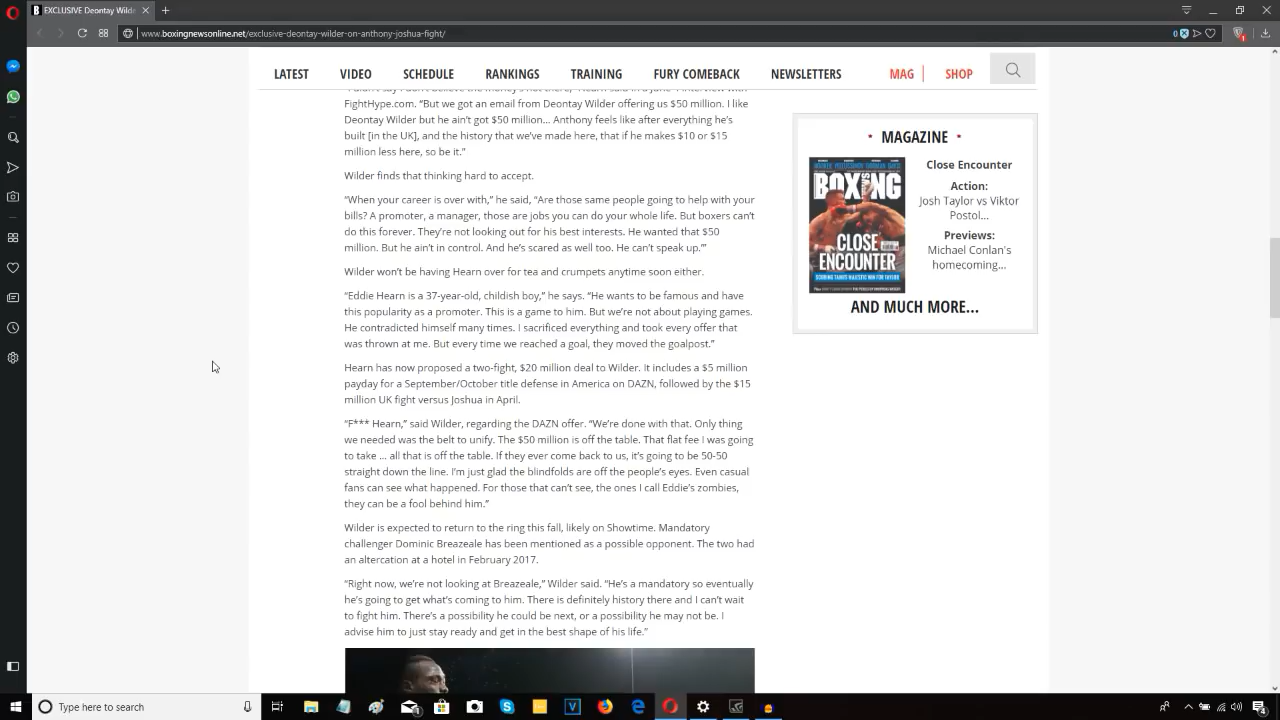 EXCLUSIVE Deontay Wilde
www.boxingnewsonline.net/exclusive-deontay-wilder-on-anthony-joshua-fight/
0
LATEST VIDEO SCHEDULE RANKINGS TRAINING FURY COMEBACK NEWSLETTERS MAG SHOP
FightHype.com. “But we got an email from Deontay Wilder offering us $50 million. I like
Deontay Wilder but he ain’t got $50 million… Anthony feels like after everything he’s
built [in the UK], and the history that we’ve made here, that if he makes $10 or $15
million less here, so be it.”
Wilder finds that thinking hard to accept.
“When your career is over with,” he said, “Are those same people going to help with your
bills? A promoter, a manager, those are jobs you can do your whole life. But boxers can’t
do this forever. They’re not looking out for his best interests. He wanted that $50
million. But he ain’t in control. And he’s scared as well too. He can’t speak up.’”
Wilder won’t be having Hearn over for tea and crumpets anytime soon either.
“Eddie Hearn is a 37-year-old, childish boy,” he says. “He wants to be famous and have
this popularity as a promoter. This is a game to him. But we’re not about playing games.
He contradicted himself many times. I sacrificed everything and took every offer that
was thrown at me. But every time we reached a goal, they moved the goalpost.”
Hearn has now proposed a two-fight, $20 million deal to Wilder. It includes a $5 million
payday for a September/October title defense in America on DAZN, followed by the $15
million UK fight versus Joshua in April.
“F*** Hearn,” said Wilder, regarding the DAZN offer. “We’re done with that. Only thing
we needed was the belt to unify. The $50 million is off the table. That flat fee I was going
to take … all that is off the table. If they ever come back to us, it’s going to be 50-50
straight down the line. I’m just glad the blindfolds are off the people’s eyes. Even casual
fans can see what happened. For those that can’t see, the ones I call Eddie’s zombies,
they can be a fool behind him.”
Wilder is expected to return to the ring this fall, likely on Showtime. Mandatory
challenger Dominic Breazeale has been mentioned as a possible opponent. The two had
an altercation at a hotel in February 2017.
“Right now, we’re not looking at Breazeale,” Wilder said. “He’s a mandatory so eventually
he’s going to get what’s coming to him. There is definitely history there and I can’t wait
to fight him. There’s a possibility he could be next, or a possibility he may not be. I
advise him to just stay ready and get in the best shape of his life.”
MAGAZINE
BOXING
CLOSE
ENCOUNTER
Close Encounter
Action:
Josh Taylor vs Viktor
Postol...
Previews:
Michael Conlan's
homecoming...
AND MUCH MORE...
Type here to search